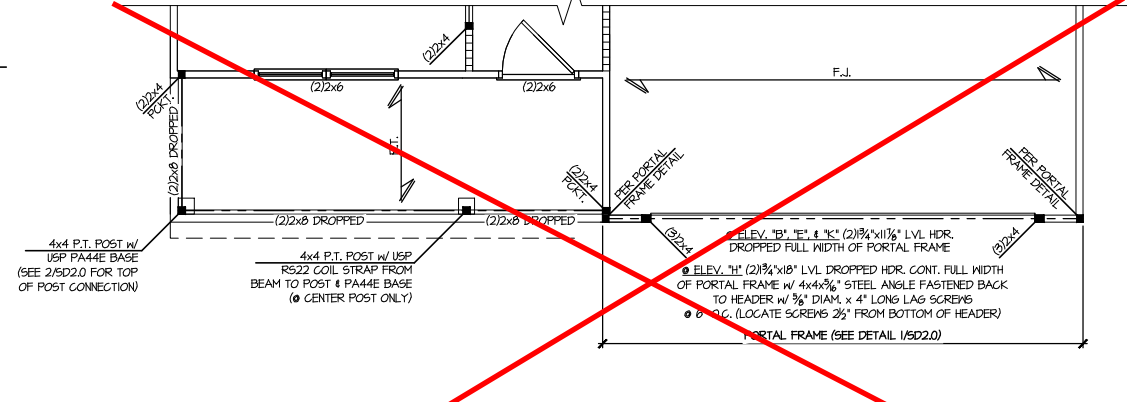 (2)2x4
F.J.
(2)2x6
(2)2x6
(2)2x4
PCKT.
(2)2x8 DROPPED
(2)2x4
PCKT.
PER PORTAL
FRAME DETAIL
PER PORTAL
FRAME DETAIL
(2)2x8 DROPPED
(2)2x8 DROPPED
(3)2x4
(3)2x4
4x4 P.T. POST W/
USP PA44E BASE
(SEE 2/SD2.0 FOR TOP
OF POST CONNECTION)
4x4 P.T. POST W/ USP
RS22 COIL STRAP FROM
BEAM TO POST & PA44E BASE
(@ CENTER POST ONLY)
@ ELEV. "B", "E", & "K" (2)1¾"x11⅞" LVL HDR.
DROPPED FULL WIDTH OF PORTAL FRAME
@ ELEV. "H" (2)1¾"x18" LVL DROPPED HDR. CONT. FULL WIDTH
OF PORTAL FRAME W/ 4x4x5/16" STEEL ANGLE FASTENED BACK
TO HEADER W/ ⅝" DIAM. x 4" LONG LAG SCREWS
@ 6" O.C. (LOCATE SCREWS 2½" FROM BOTTOM OF HEADER)
PORTAL FRAME (SEE DETAIL 1/SD2.0)